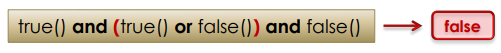 true() and (true() or false()) and false() false